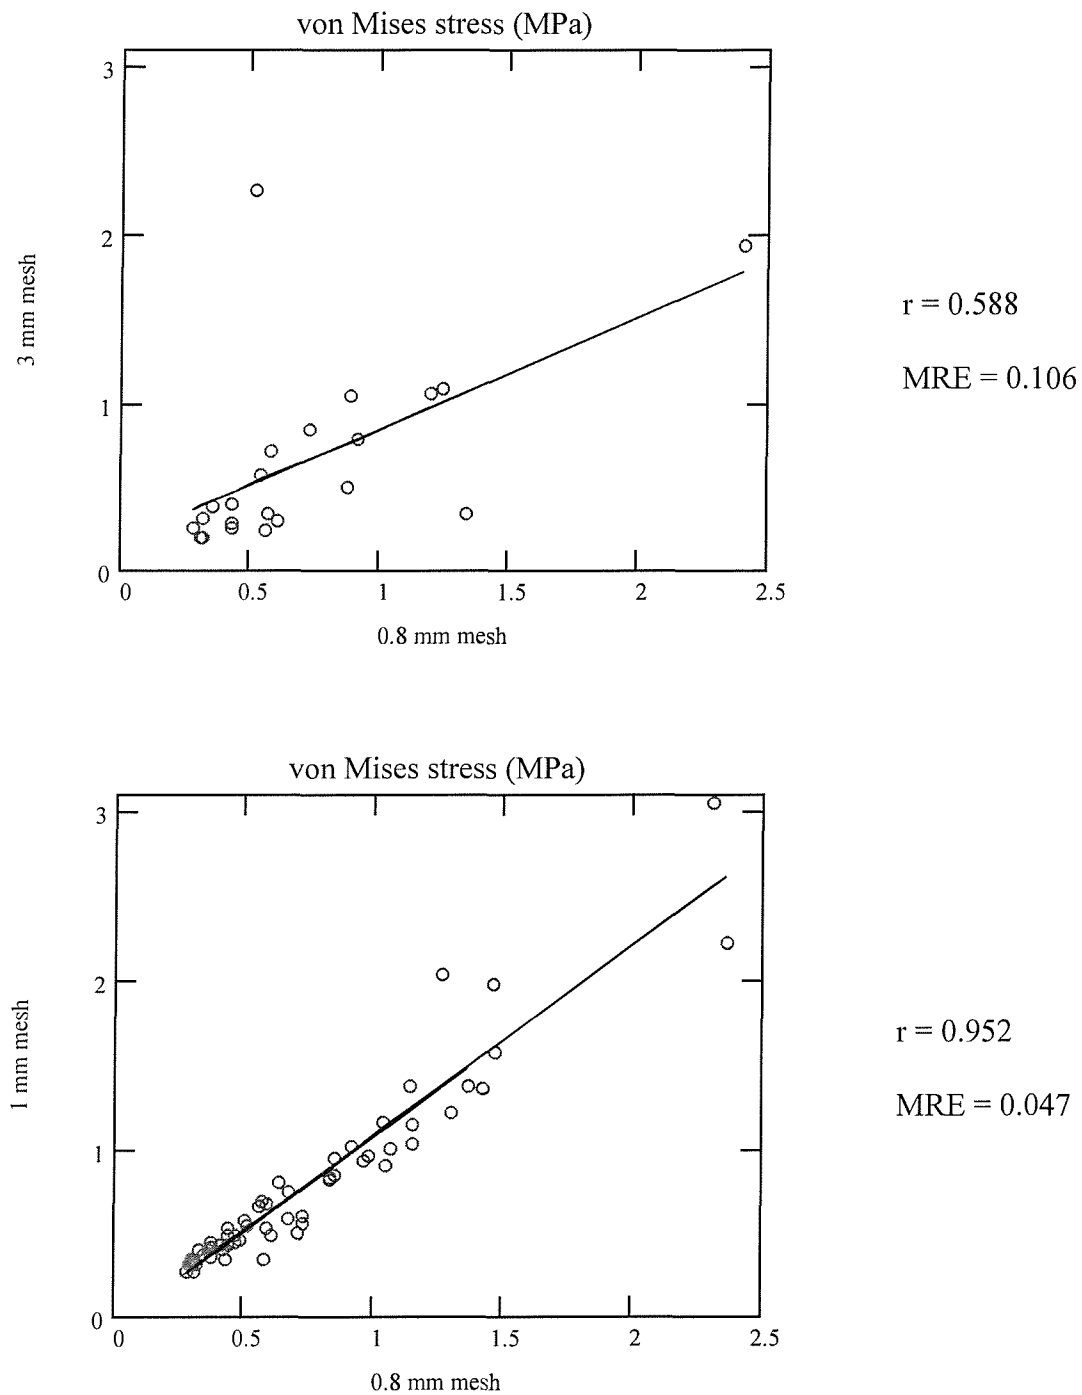 von Mises stress (MPa)
3
2
1
0
3 mm mesh
0 0.5 1 1.5 2 2.5
0.8 mm mesh
r = 0.588
MRE = 0.106
von Mises stress (MPa)
3
2
1
0
1 mm mesh
0 0.5 1 1.5 2 2.5
0.8 mm mesh
r = 0.952
MRE = 0.047